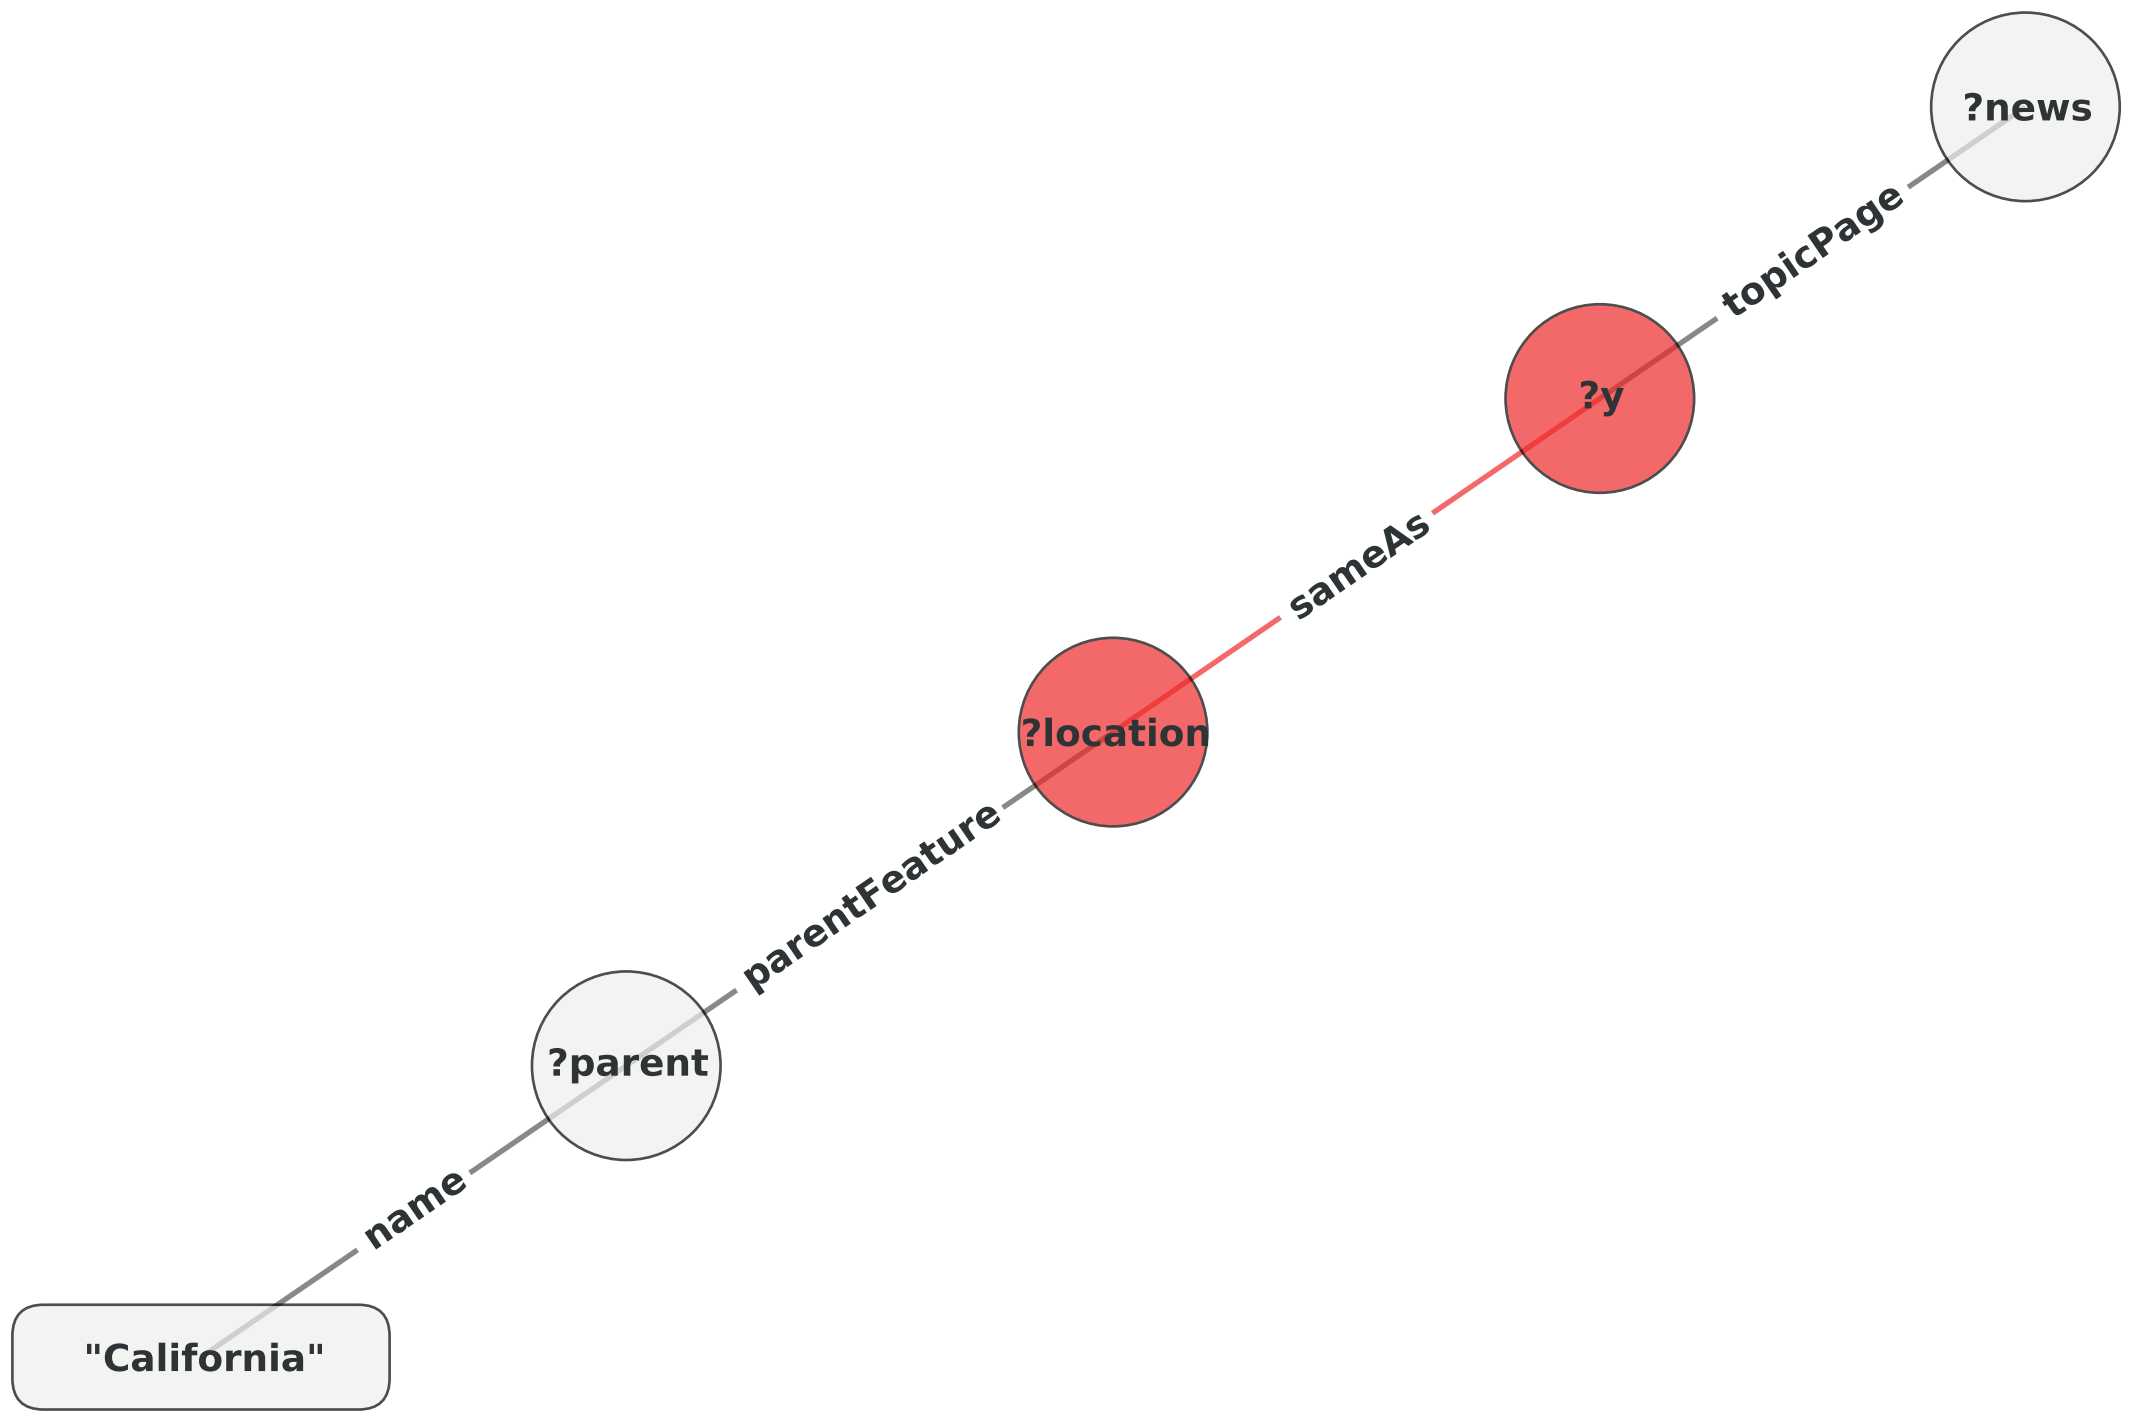 ?news
topicPage
?y
sameAs
?location
parentFeature
?parent
name
"California"